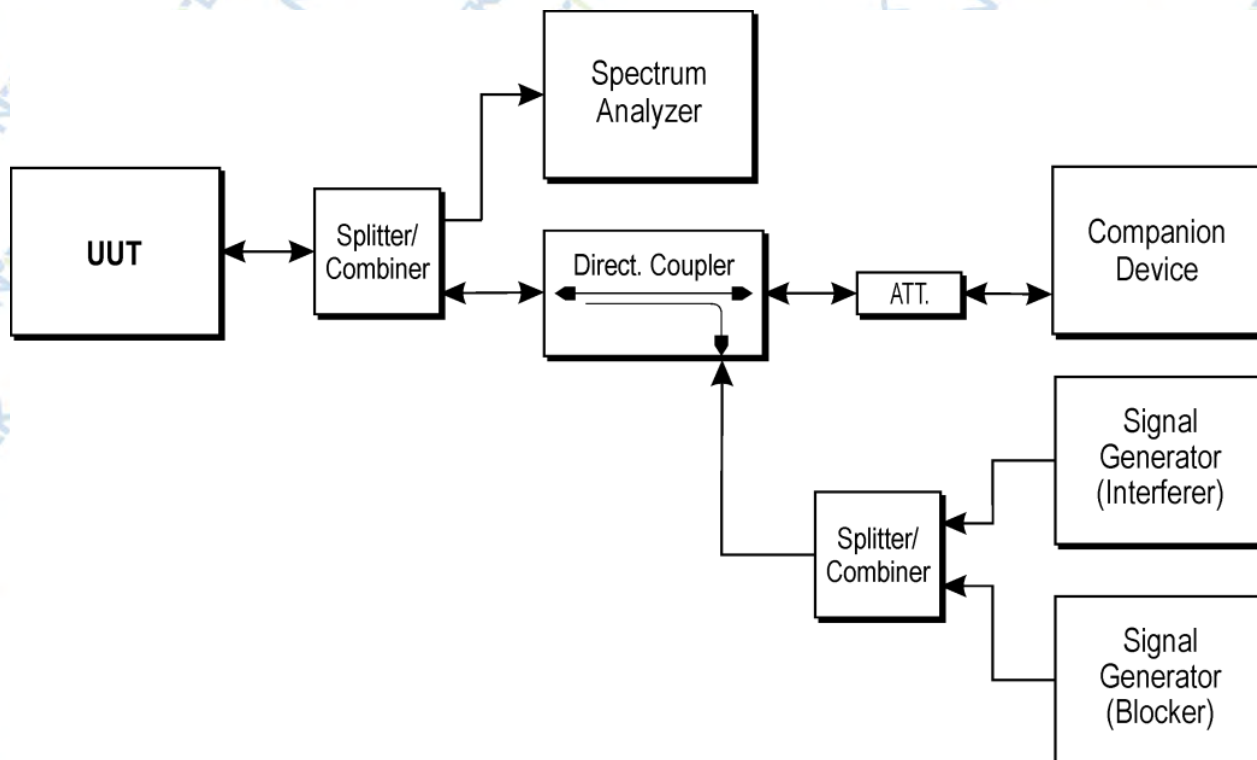 Spectrum
Analyzer
UUT
Splitter/
Combiner
Direct. Coupler
ATT.
Companion
Device
Signal
Generator
(Interferer)
Splitter/
Combiner
Signal
Generator
(Blocker)